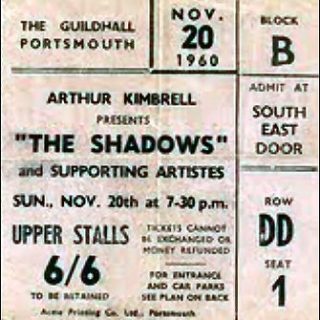 THE GUILDHALL
PORTSMOUTH
NOV.
20
1960
BLOCK
B
ARTHUR KIMBRELL
PRESENTS
"THE SHADOWS"
and SUPPORTING ARTISTES
SUN., NOV. 20th at 7-30 p.m.
ADMIT AT
SOUTH
EAST
DOOR
UPPER STALLS
6/6
TO BE RETAINED
TICKETS CANNOT
BE EXCHANGED OR
MONEY REFUNDED
FOR ENTRANCE
AND CAR PARKS
SEE PLAN ON BACK
ROW
DD
SEAT
1
Acme Printing Co. Ltd., Portsmouth